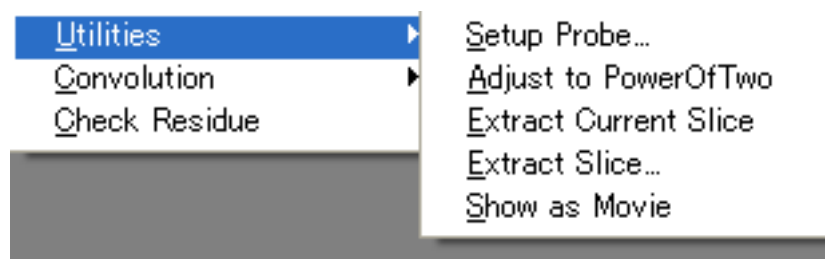 Utilities
Convolution
Check Residue
Setup Probe...
Adjust to PowerOfTwo
Extract Current Slice
Extract Slice...
Show as Movie